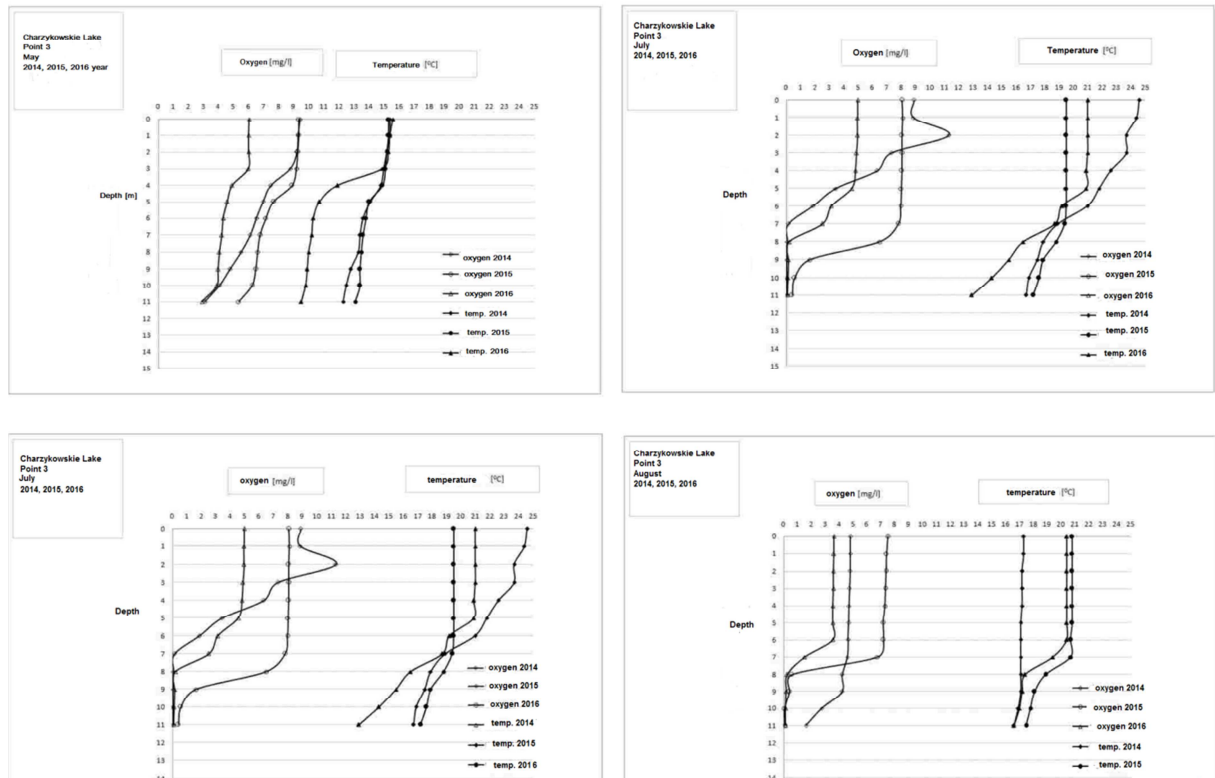 Charzykowskie Lake
Point 3
May
2014, 2015, 2016 year
Oxygen [mg/l]
Temperature [⁰C]
0 1 2 3 4 5 6 7 8 9 10 11 12 13 14 15 16 17 18 19 20 21 22 23 24 25
0
1
2
3
4
5
6
7
8
9
10
11
12
13
14
15
Depth [m]
oxygen 2014
oxygen 2015
oxygen 2016
temp. 2014
temp. 2015
temp. 2016
Charzykowskie Lake
Point 3
July
2014, 2015, 2016
Oxygen [mg/l]
Temperature [⁰C]
0 1 2 3 4 5 6 7 8 9 10 11 12 13 14 15 16 17 18 19 20 21 22 23 24 25
0
1
2
3
4
5
6
7
8
9
10
11
12
13
14
15
Depth
oxygen 2014
oxygen 2015
oxygen 2016
temp. 2014
temp. 2015
temp. 2016
Charzykowskie Lake
Point 3
July
2014, 2015, 2016
oxygen [mg/l]
temperature [⁰C]
0 1 2 3 4 5 6 7 8 9 10 11 12 13 14 15 16 17 18 19 20 21 22 23 24 25
0
1
2
3
4
5
6
7
8
9
10
11
12
13
Depth
oxygen 2014
oxygen 2015
oxygen 2016
temp. 2014
temp. 2015
temp. 2016
Charzykowskie Lake
Point 3
August
2014, 2015, 2016
oxygen [mg/l]
temperature [⁰C]
0 1 2 3 4 5 6 7 8 9 10 11 12 13 14 15 16 17 18 19 20 21 22 23 24 25
0
1
2
3
4
5
6
7
8
9
10
11
12
13
Depth
oxygen 2014
oxygen 2015
oxygen 2016
temp. 2014
temp. 2015